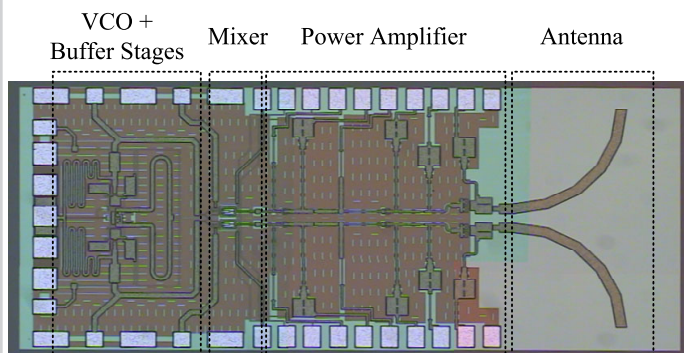 VCO +
Buffer Stages
Mixer
Power Amplifier
Antenna